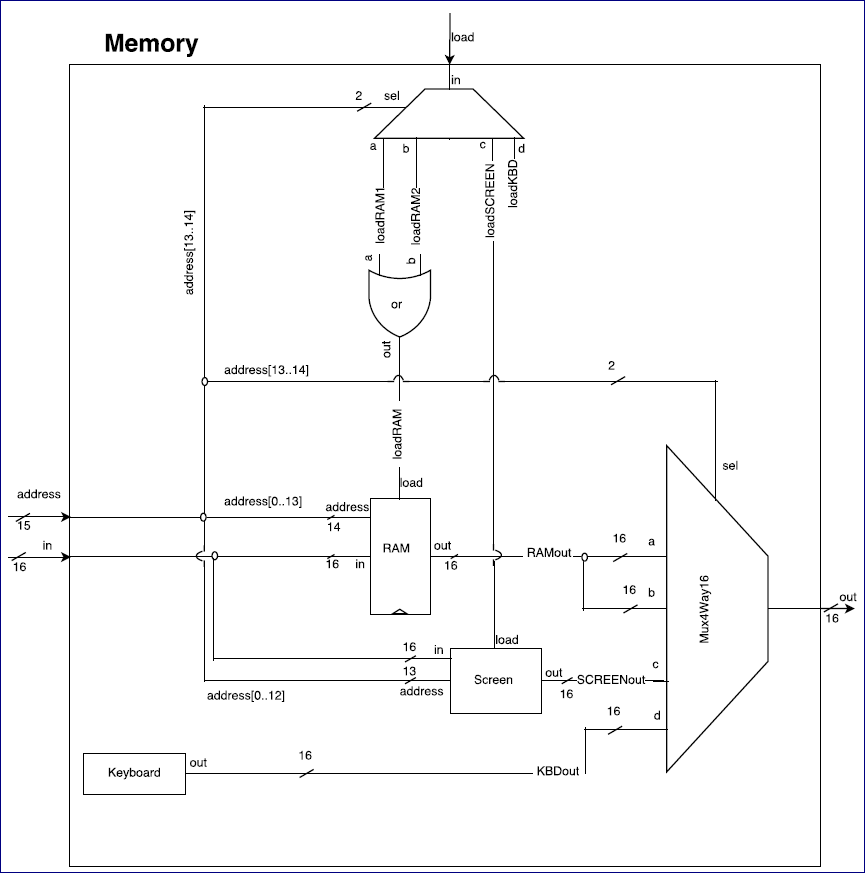 Memory
load
in
2 sel
a b c d
loadRAM1
loadRAM2
loadSCREEN
loadKBD
address[13..14]
a b
or
out
address[13..14]
2
loadRAM
sel
load
address
15
address[0..13]
address
14
in
16
16 in
RAM
out
16
RAMout
16 a
16 b
Mux4Way16
out
16
load
16 in
13
address
address[0..12]
Screen
out
16
SCREENout
c
16 d
Keyboard
out
16
KBDout